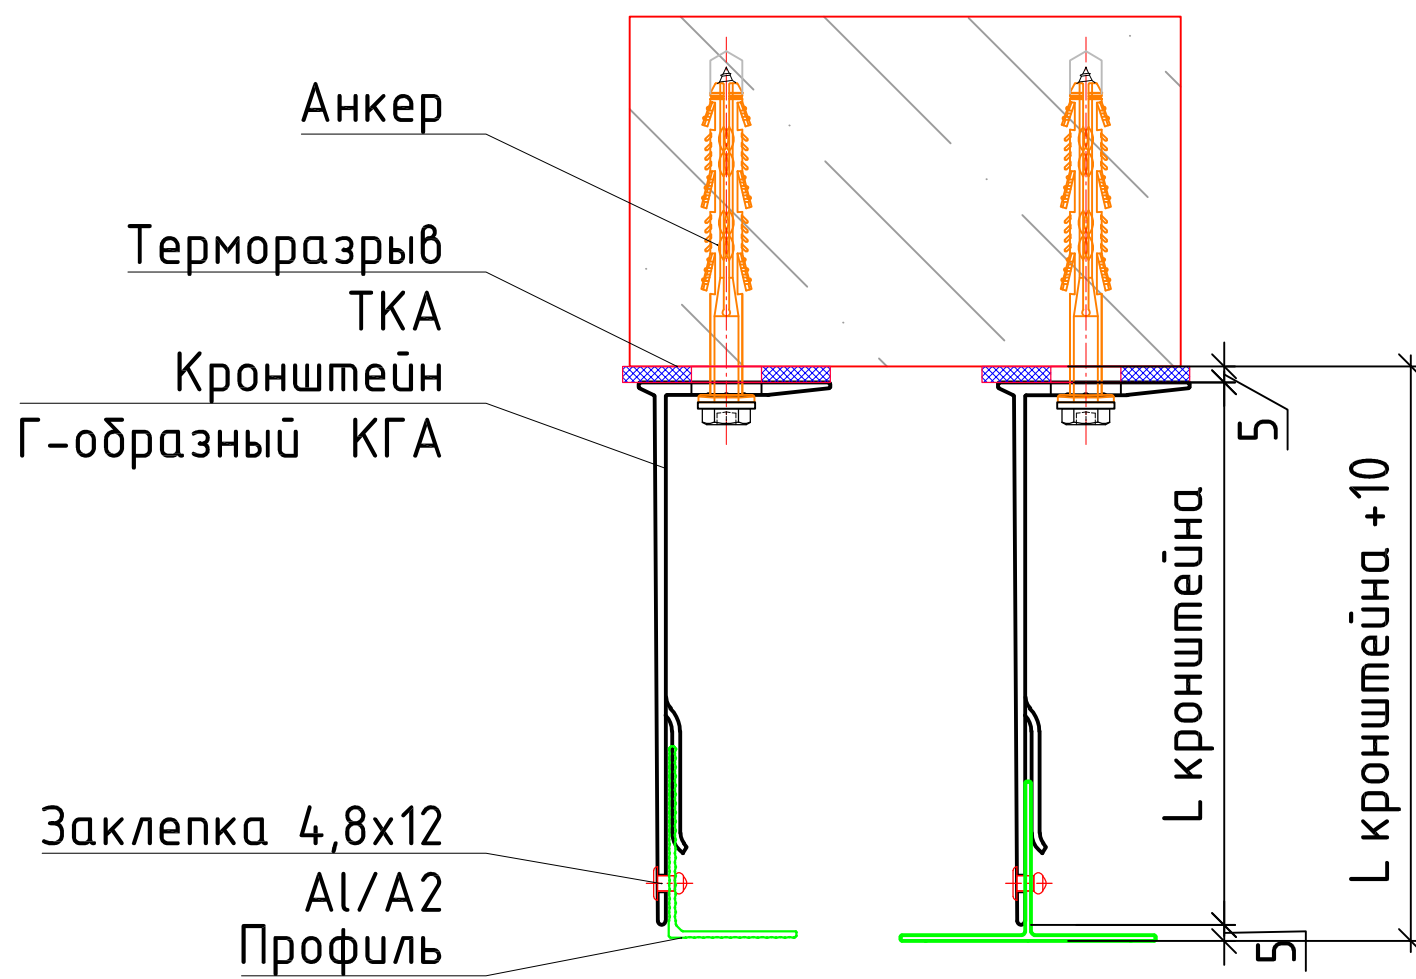 Анкер
Терморазрыв
ТКА
Кронштейн
Г-образный КГА
Заклепка 4,8х12
Al/A2
Профиль
5
L кронштейна
L кронштейна +10
5